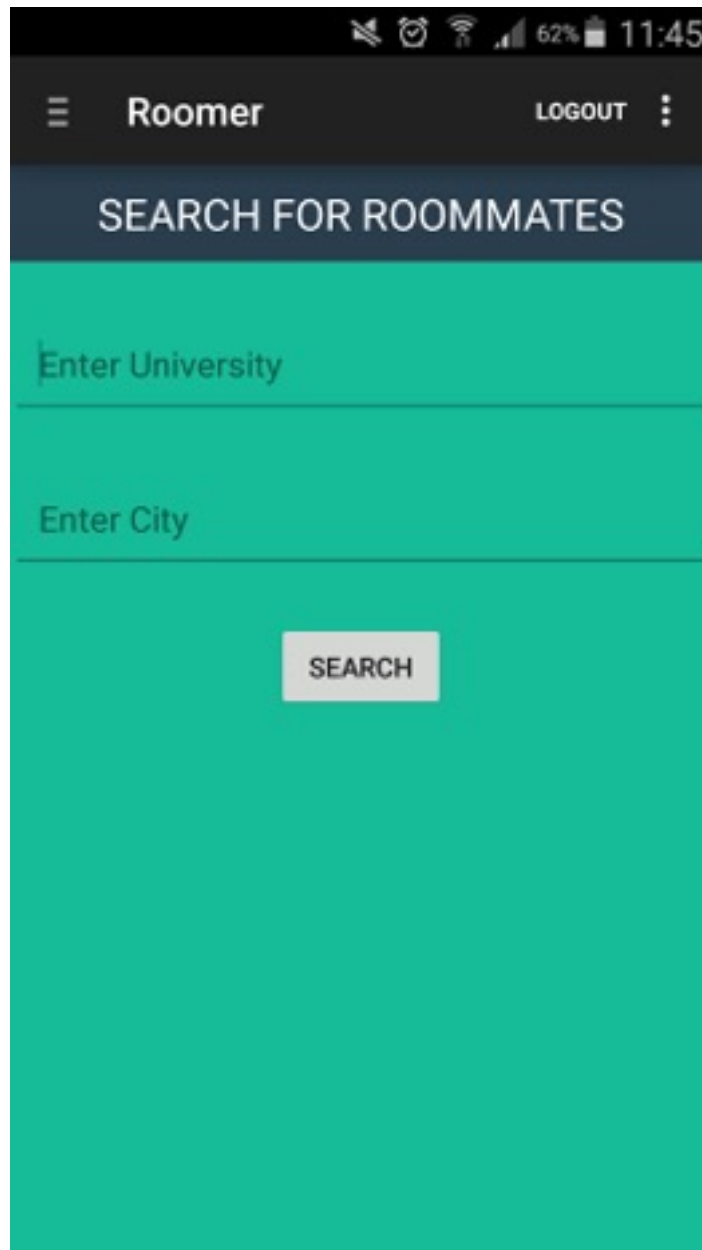 62% 11:45
Roomer LOGOUT
SEARCH FOR ROOMMATES
Enter University
Enter City
SEARCH